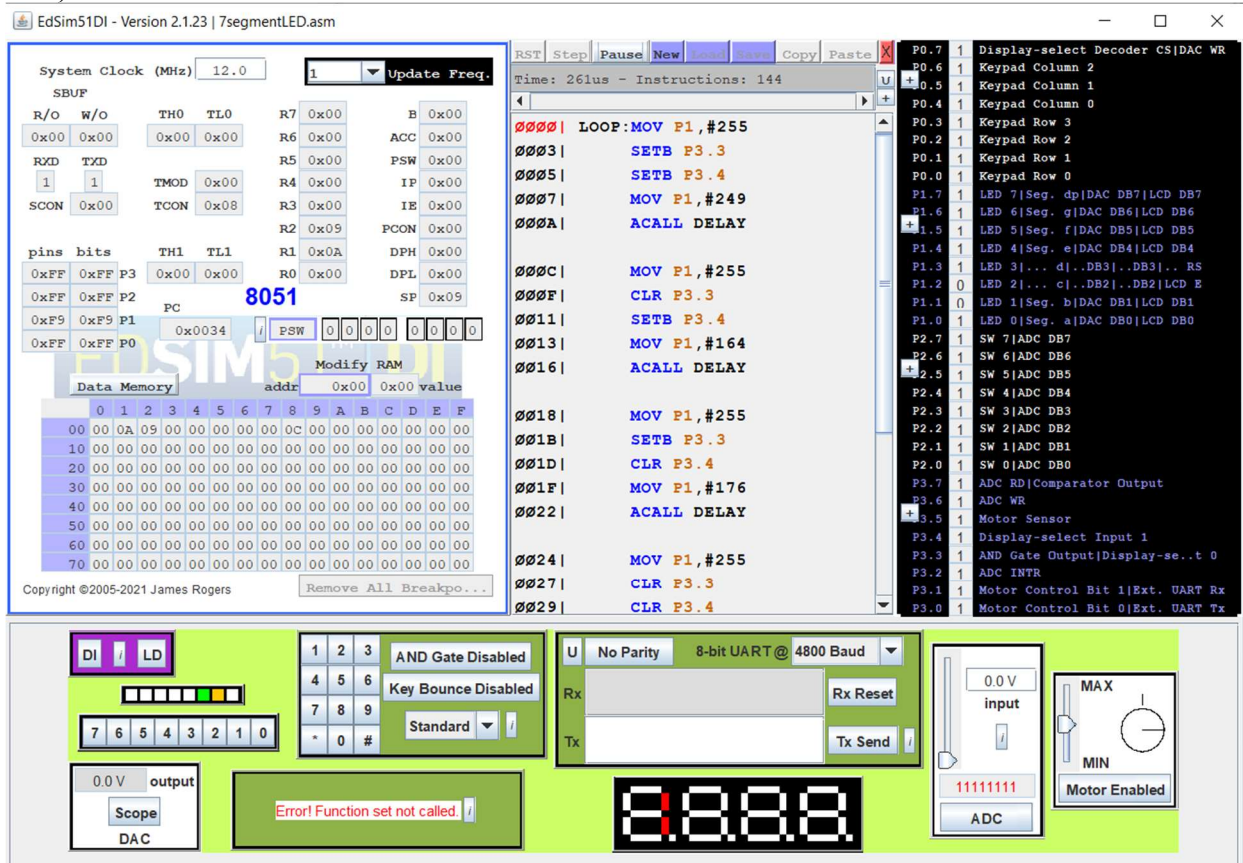 EdSim51DI - Version 2.1.23 | 7segmentLED.asm
System Clock (MHz) 12.0 1 Update Freq.
SBUF
R/O W/O TH0 TL0 R7 0x00 B 0x00
0x00 0x00 0x00 0x00 R6 0x00 ACC 0x00
RXD TXD R5 0x00 PSW 0x00
1 1 TMOD 0x00 R4 0x00 IP 0x00
SCON 0x00 TCON 0x08 R3 0x00 IE 0x00
R2 0x09 PCON 0x00
pins bits TH1 TL1 R1 0x0A DPH 0x00
0xFF 0xFF P3 0x00 0x00 R0 0x00 DPL 0x00
0xFF 0xFF P2 8051 SP 0x09
0xF9 0xF9 P1 PC 0x0034 i PSW 0 0 0 0 0 0 0 0
0xFF 0xFF P0
EDSIM51DI
Modify RAM
Data Memory addr 0x00 0x00 value
0 1 2 3 4 5 6 7 8 9 A B C D E F
00 00 0A 09 00 00 00 00 00 0C 00 00 00 00 00 00 00
10 00 00 00 00 00 00 00 00 00 00 00 00 00 00 00 00
20 00 00 00 00 00 00 00 00 00 00 00 00 00 00 00 00
30 00 00 00 00 00 00 00 00 00 00 00 00 00 00 00 00
40 00 00 00 00 00 00 00 00 00 00 00 00 00 00 00 00
50 00 00 00 00 00 00 00 00 00 00 00 00 00 00 00 00
60 00 00 00 00 00 00 00 00 00 00 00 00 00 00 00 00
70 00 00 00 00 00 00 00 00 00 00 00 00 00 00 00 00
Copyright ©2005-2021 James Rogers Remove All Breakpo...
RST Step Pause New Load Save Copy Paste X
Time: 261us - Instructions: 144 U
+
0000| LOOP:MOV P1,#255
0003| SETB P3.3
0005| SETB P3.4
0007| MOV P1,#249
000A| ACALL DELAY
000C| MOV P1,#255
000F| CLR P3.3
0011| SETB P3.4
0013| MOV P1,#164
0016| ACALL DELAY
0018| MOV P1,#255
001B| SETB P3.3
001D| CLR P3.4
001F| MOV P1,#176
0022| ACALL DELAY
0024| MOV P1,#255
0027| CLR P3.3
0029| CLR P3.4
P0.7 1 Display-select Decoder CS|DAC WR
P0.6 1 Keypad Column 2
+ 0.5 1 Keypad Column 1
P0.4 1 Keypad Column 0
P0.3 1 Keypad Row 3
P0.2 1 Keypad Row 2
P0.1 1 Keypad Row 1
P0.0 1 Keypad Row 0
P1.7 1 LED 7|Seg. dp|DAC DB7|LCD DB7
P1.6 1 LED 6|Seg. g|DAC DB6|LCD DB6
+ 1.5 1 LED 5|Seg. f|DAC DB5|LCD DB5
P1.4 1 LED 4|Seg. e|DAC DB4|LCD DB4
P1.3 1 LED 3|... d|..DB3|..DB3|.. RS
P1.2 0 LED 2|... c|..DB2|..DB2|LCD E
P1.1 0 LED 1|Seg. b|DAC DB1|LCD DB1
P1.0 1 LED 0|Seg. a|DAC DB0|LCD DB0
P2.7 1 SW 7|ADC DB7
P2.6 1 SW 6|ADC DB6
+ 2.5 1 SW 5|ADC DB5
P2.4 1 SW 4|ADC DB4
P2.3 1 SW 3|ADC DB3
P2.2 1 SW 2|ADC DB2
P2.1 1 SW 1|ADC DB1
P2.0 1 SW 0|ADC DB0
P3.7 1 ADC RD|Comparator Output
P3.6 1 ADC WR
+ 3.5 1 Motor Sensor
P3.4 1 Display-select Input 1
P3.3 1 AND Gate Output|Display-se..t 0
P3.2 1 ADC INTR
P3.1 1 Motor Control Bit 1|Ext. UART Rx
P3.0 1 Motor Control Bit 0|Ext. UART Tx
DI i LD
7 6 5 4 3 2 1 0
0.0 V output
Scope
DAC
1 2 3
4 5 6
7 8 9
* 0 #
AND Gate Disabled
Key Bounce Disabled
Standard i
Error! Function set not called. i
U No Parity 8-bit UART @ 4800 Baud
Rx Rx Reset
Tx Tx Send i
0.0 V
input
i
11111111
ADC
MAX
MIN
Motor Enabled